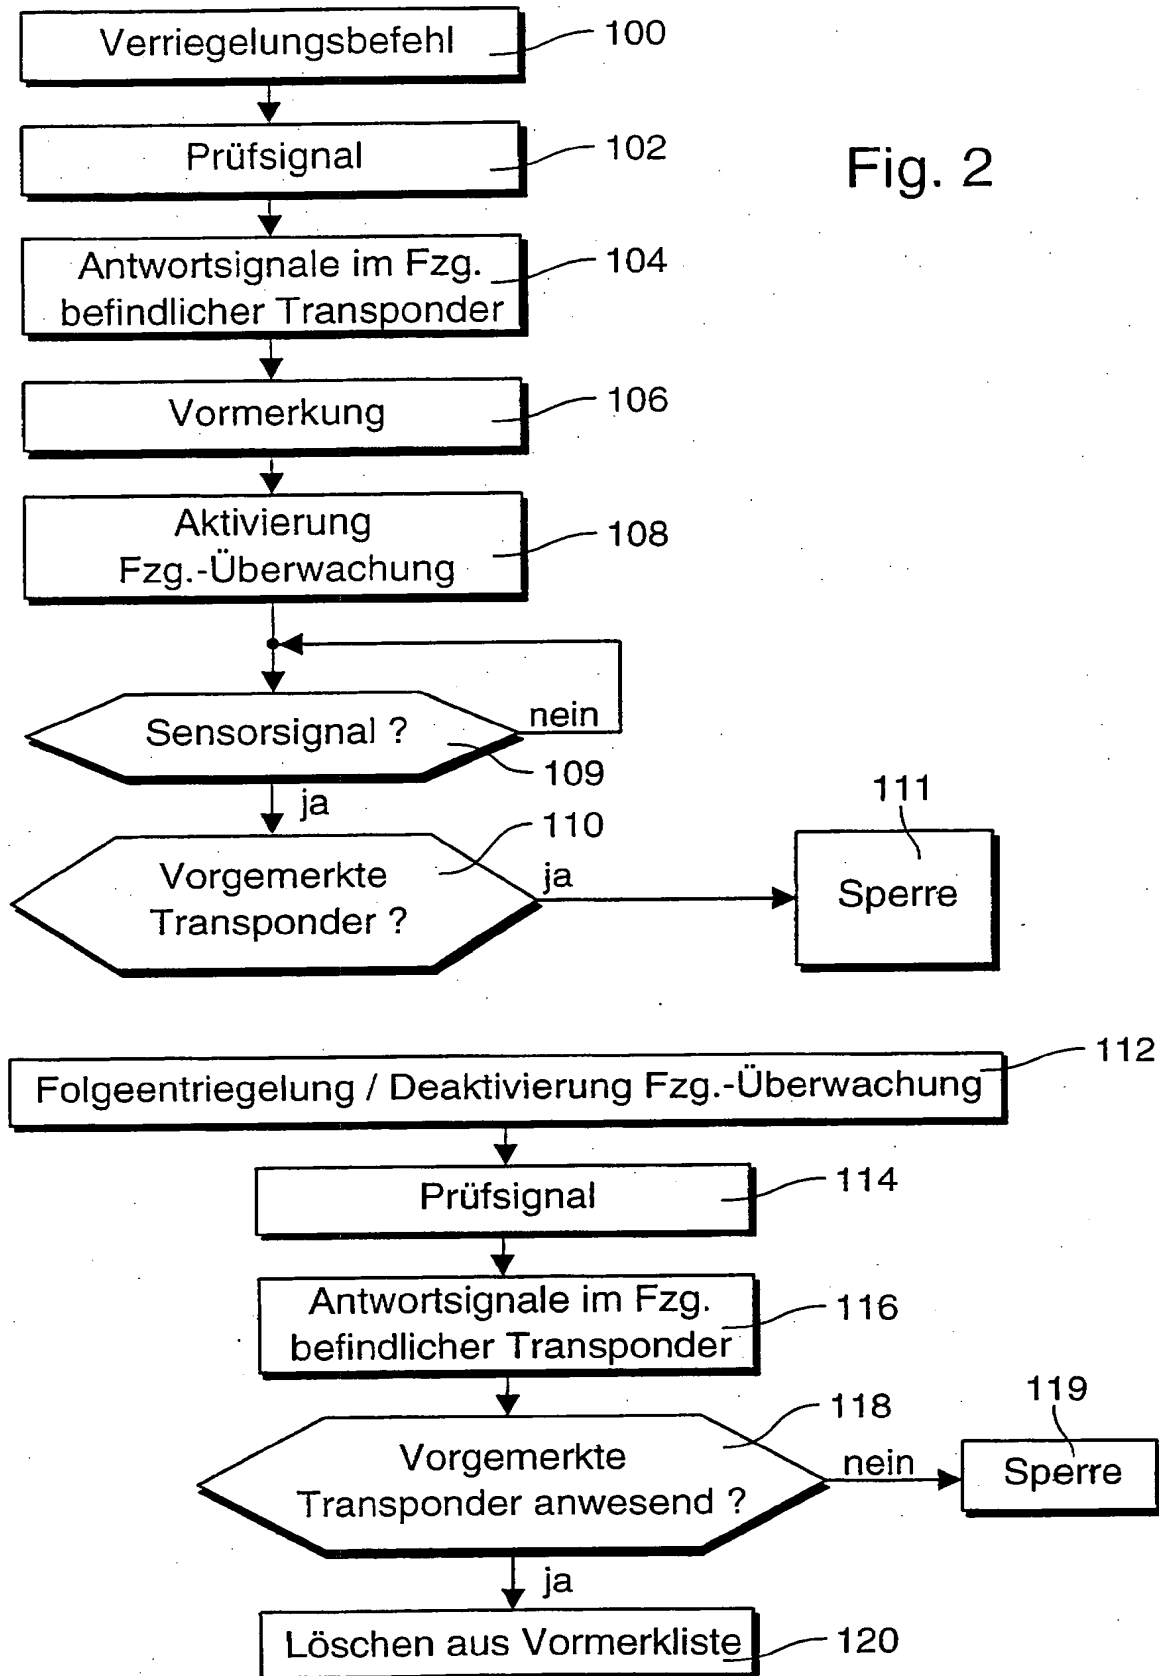 Verriegelungsbefehl
100
Prüfsignal
102
Fig. 2
Antwortsignale im Fzg.
befindlicher Transponder
104
Vormerkung
106
Aktivierung
Fzg.-Überwachung
108
Sensorsignal ?
nein
109
ja
110
111
Vorgemerkte
Transponder ?
ja
Sperre
112
Folgeentriegelung / Deaktivierung Fzg.-Überwachung
Prüfsignal
114
Antwortsignale im Fzg.
befindlicher Transponder
116
118
119
Vorgemerkte
Transponder anwesend ?
nein
Sperre
ja
Löschen aus Vormerkliste
120